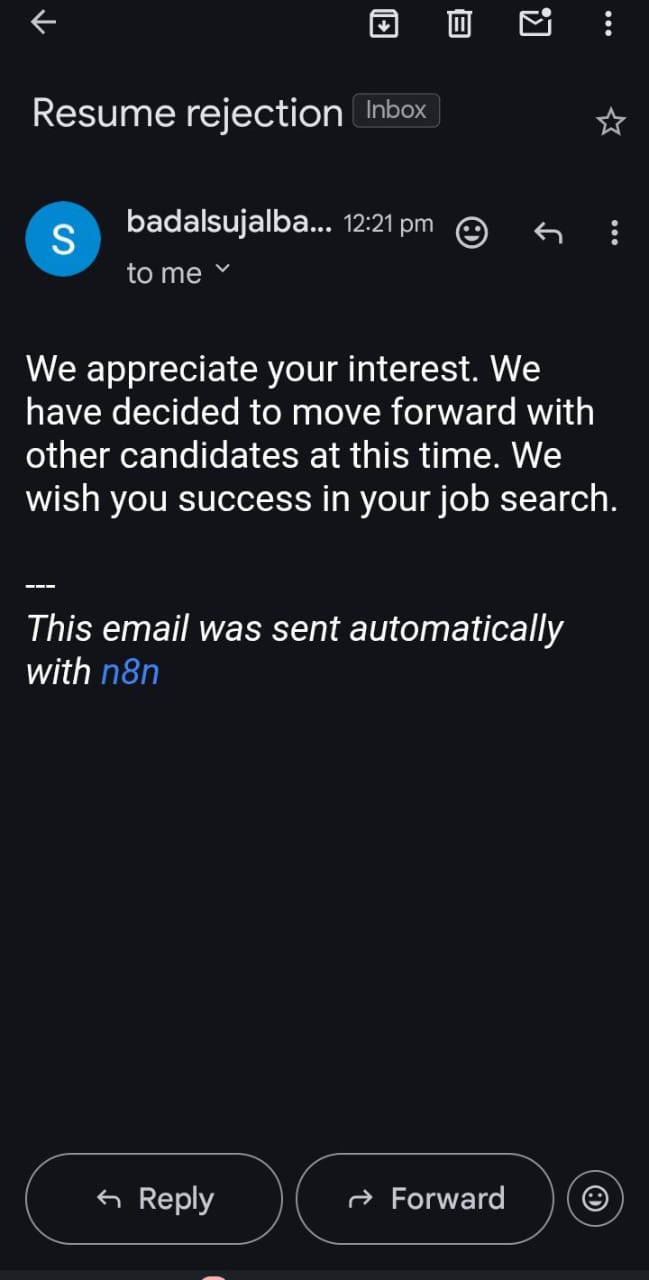 Resume rejection Inbox
S
badalsujalba... 12:21 pm
to me
We appreciate your interest. We
have decided to move forward with
other candidates at this time. We
wish you success in your job search.
---
This email was sent automatically
with n8n
Reply Forward